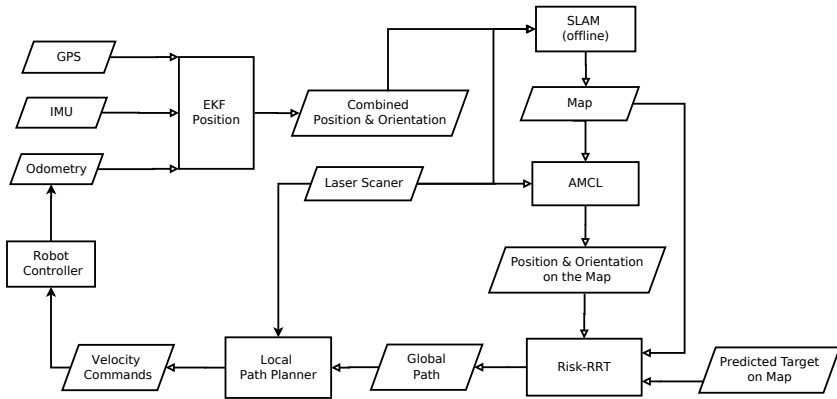 SLAM
(offline)
GPS
EKF
Position
Combined
Position & Orientation
Map
IMU
Odometry
Laser Scaner
AMCL
Robot
Controller
Position & Orientation
on the Map
Velocity
Commands
Local
Path Planner
Global
Path
Risk-RRT
Predicted Target
on Map